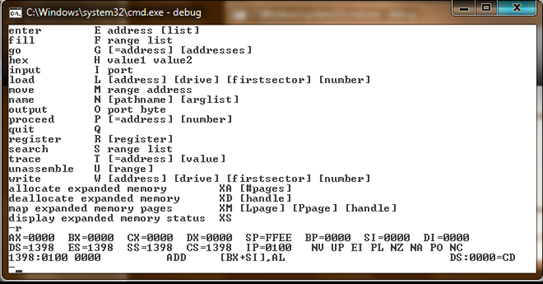 C:\Windows\system32\cmd.exe - debug
enter E address [list]
fill F range list
go G [=address] [addresses]
hex H value1 value2
input I port
load L [address] [drive] [firstsector] [number]
move M range address
name N [pathname] [arglist]
output O port byte
proceed P [=address] [number]
quit Q
register R [register]
search S range list
trace T [=address] [value]
unassemble U [range]
write W [address] [drive] [firstsector] [number]
allocate expanded memory XA [#pages]
deallocate expanded memory XD [handle]
map expanded memory pages XM [Lpage] [Ppage] [handle]
display expanded memory status XS
-r
AX=0000 BX=0000 CX=0000 DX=0000 SP=FFEE BP=0000 SI=0000 DI=0000
DS=1398 ES=1398 SS=1398 CS=1398 IP=0100 NU UP EI PL NZ NA PO NC
1398:0100 0000 ADD [BX+SI],AL DS:0000=CD
-